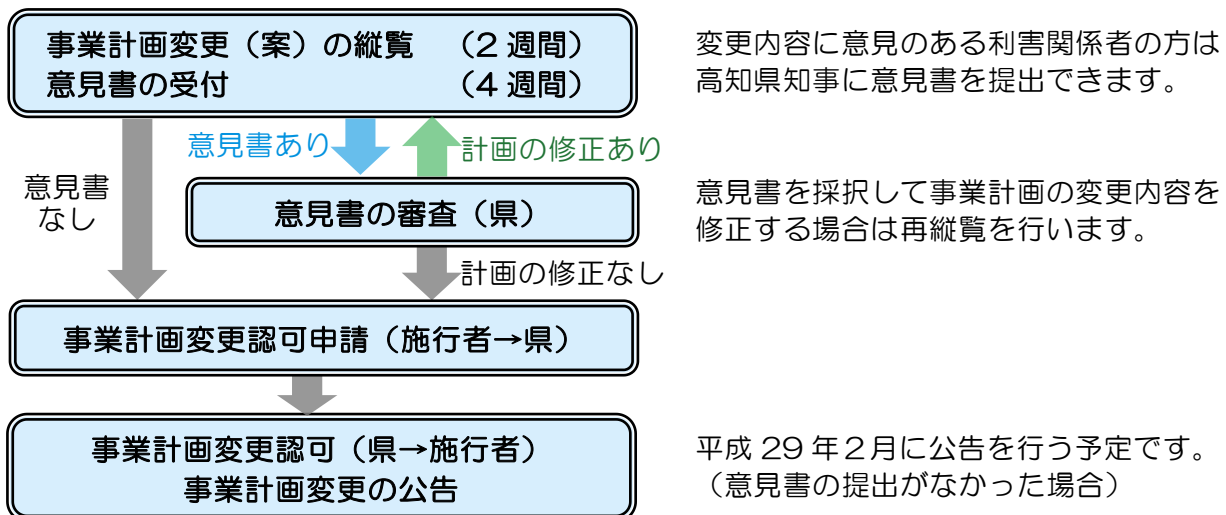 事業計画変更（案）の縦覧　（２週間）
意見書の受付　（４週間）
変更内容に意見のある利害関係者の方は
高知県知事に意見書を提出できます。
意見書あり
計画の修正あり
意見書
なし
意見書の審査（県）
意見書を採択して事業計画の変更内容を
修正する場合は再縦覧を行います。
計画の修正なし
事業計画変更認可申請（施行者→県）
事業計画変更認可（県→施行者）
事業計画変更の公告
平成 29 年２月に公告を行う予定です。
（意見書の提出がなかった場合）